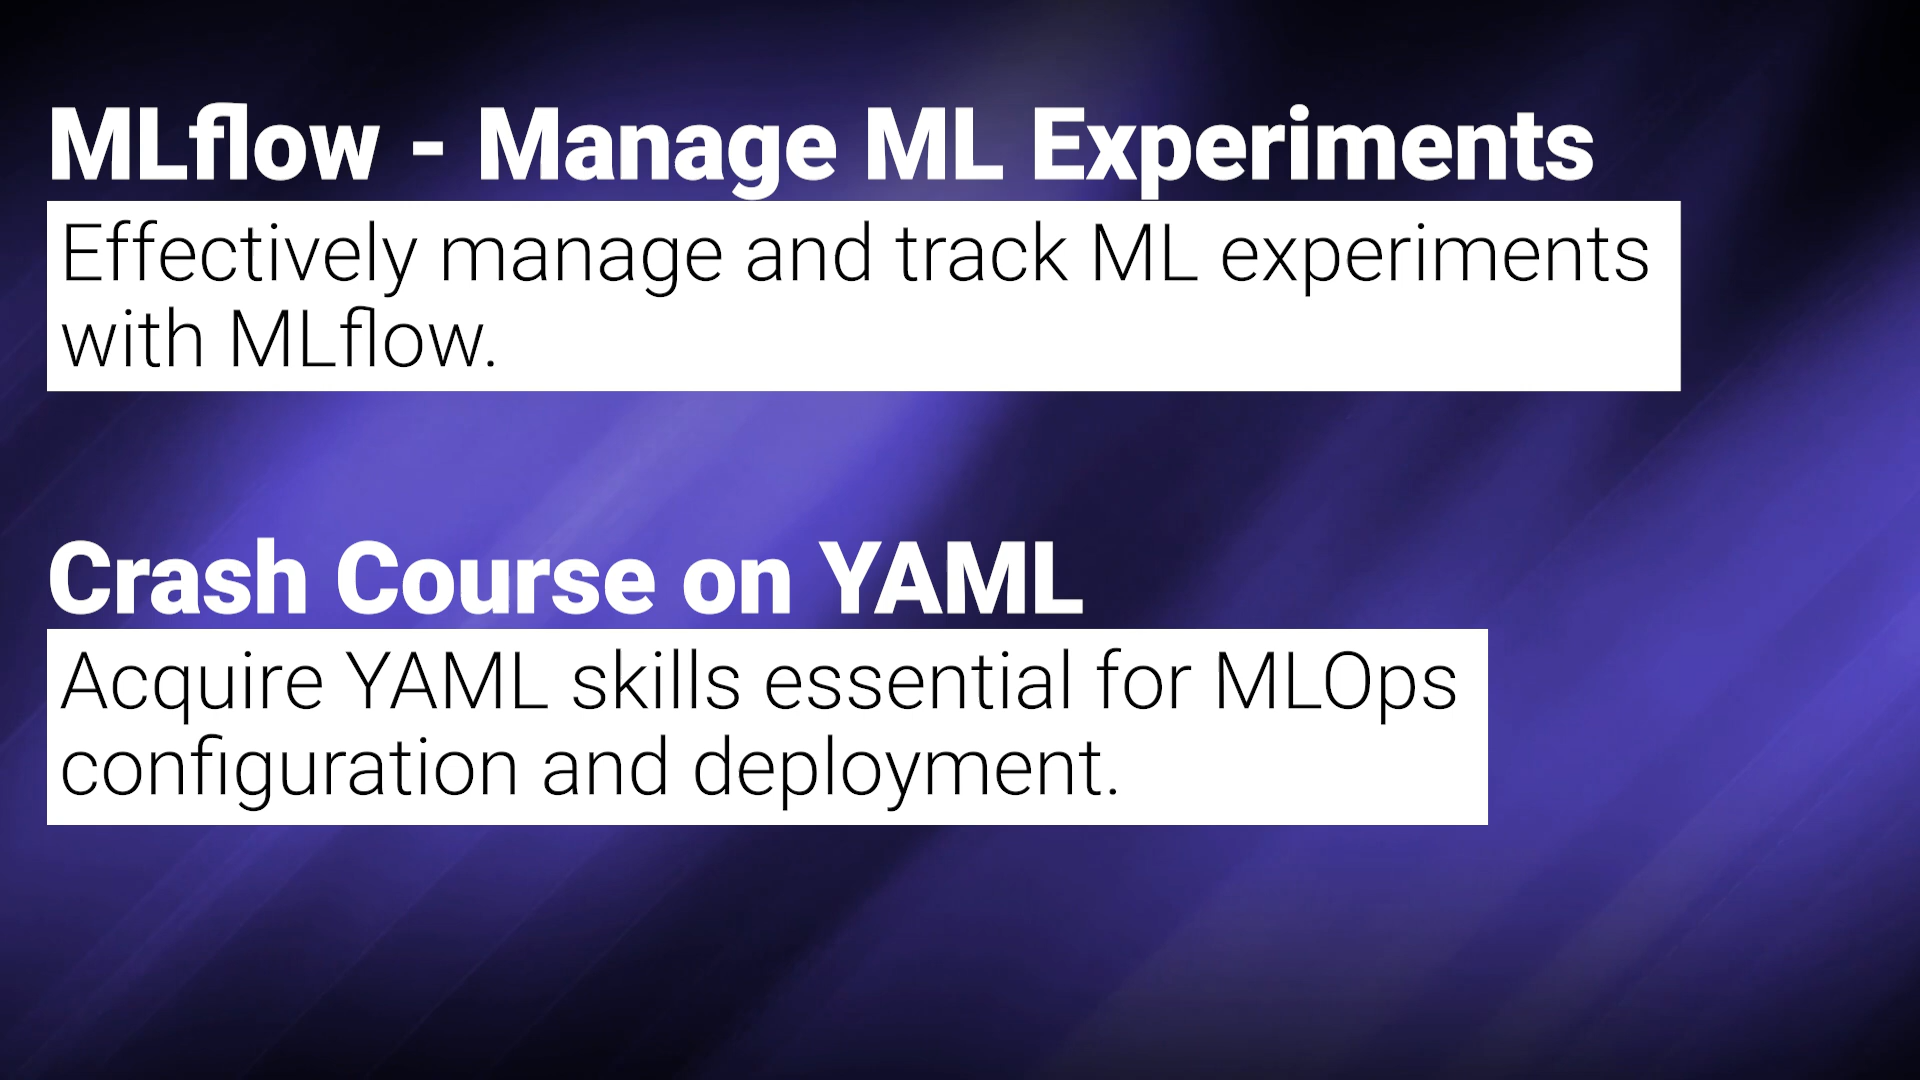 MLflow - Manage ML Experiments
Effectively manage and track ML experiments
with MLflow.
Crash Course on YAML
Acquire YAML skills essential for MLOps
configuration and deployment.